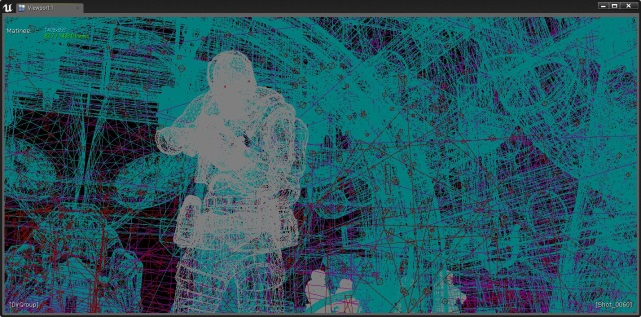 Viewport 1
Matinee
[DirGroup]
[Shot_0060]